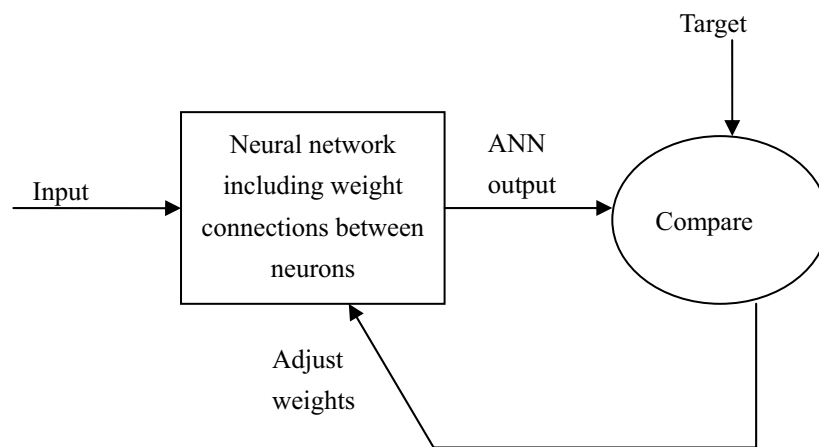 Target
Neural network
including weight
connections between
neurons
ANN
output
Input
Compare
Adjust
weights